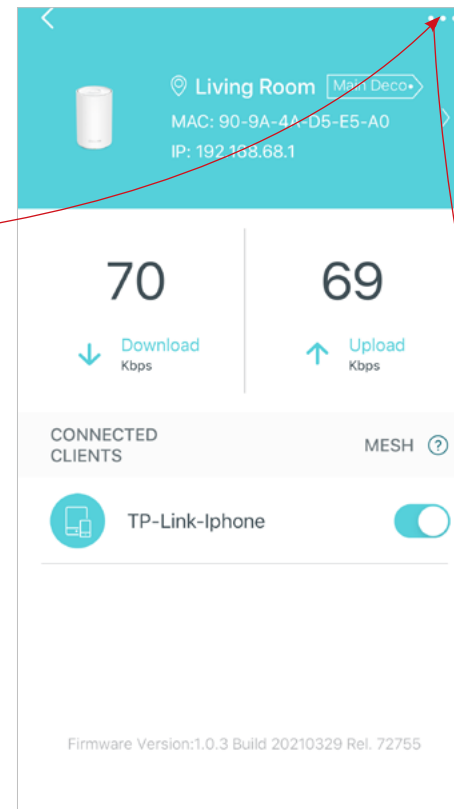 Living Room Main Deco
MAC: 90-9A-4A-D5-E5-A0
IP: 192.168.68.1
70 69
Download Upload
Kbps Kbps
CONNECTED
CLIENTS
MESH ?
TP-Link-Iphone
Firmware Version:1.0.3 Build 20210329 Rel. 72755